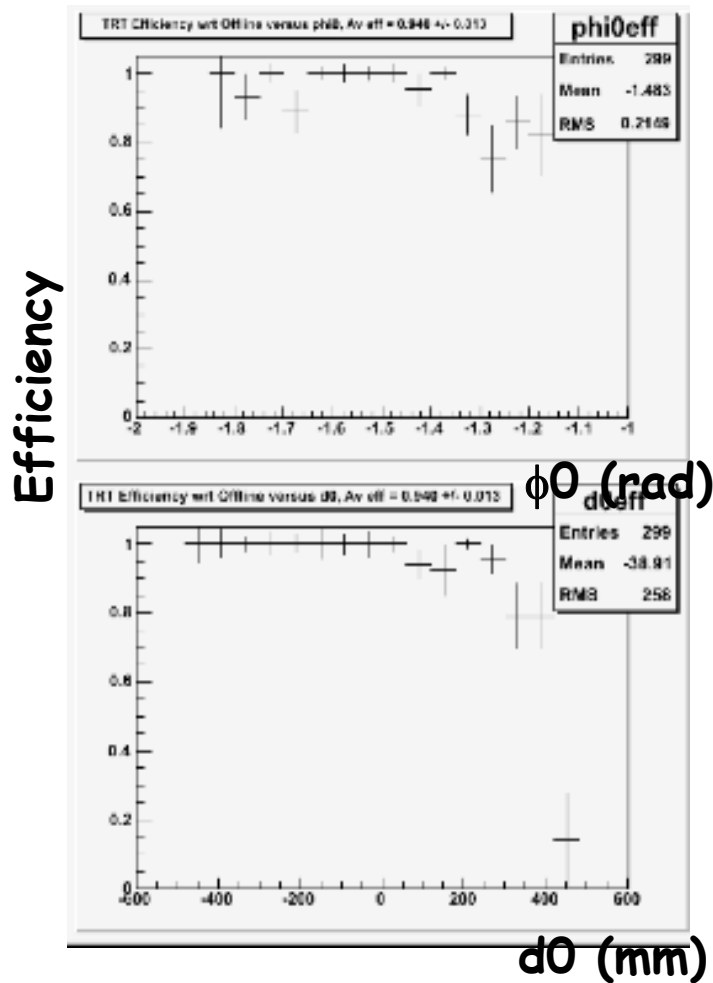 TRT Efficiency wrt Offline versus phi0, Av eff = 0.940 +/- 0.013
phi0eff
Entries 299
Mean -1.483
RMS 0.2149
1
0.8
0.6
0.4
0.2
0
-2 -1.9 -1.8 -1.7 -1.6 -1.5 -1.4 -1.3 -1.2 -1.1 -1
Efficiency
ϕ0 (rad)
TRT Efficiency wrt Offline versus d0, Av eff = 0.940 +/- 0.013
d0eff
Entries 299
Mean -38.91
RMS 258
1
0.8
0.6
0.4
0.2
0
-600 -400 -200 0 200 400 600
d0 (mm)